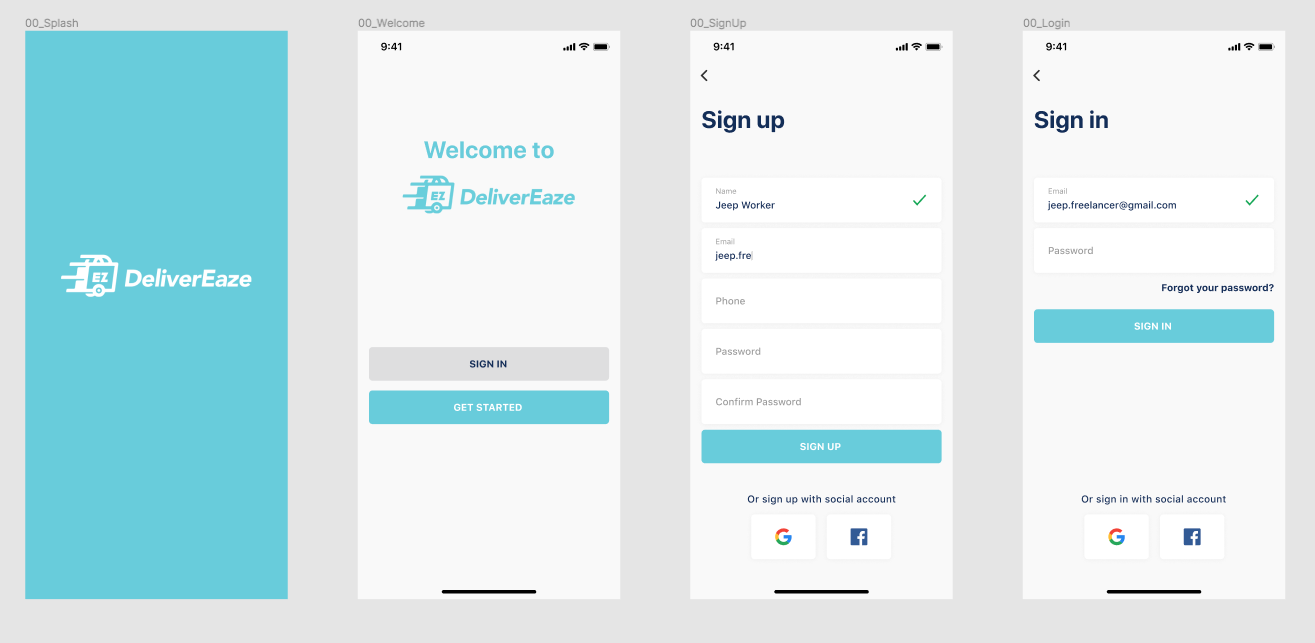 00_Splash
EZ DeliverEaze
00_Welcome
9:41
Welcome to
EZ DeliverEaze
SIGN IN
GET STARTED
00_SignUp
9:41
Sign up
Name
Jeep Worker
Email
jeep.fre
Phone
Password
Confirm Password
SIGN UP
Or sign up with social account
G
f
00_Login
9:41
Sign in
Email
jeep.freelancer@gmail.com
Password
Forgot your password?
SIGN IN
Or sign in with social account
G
f